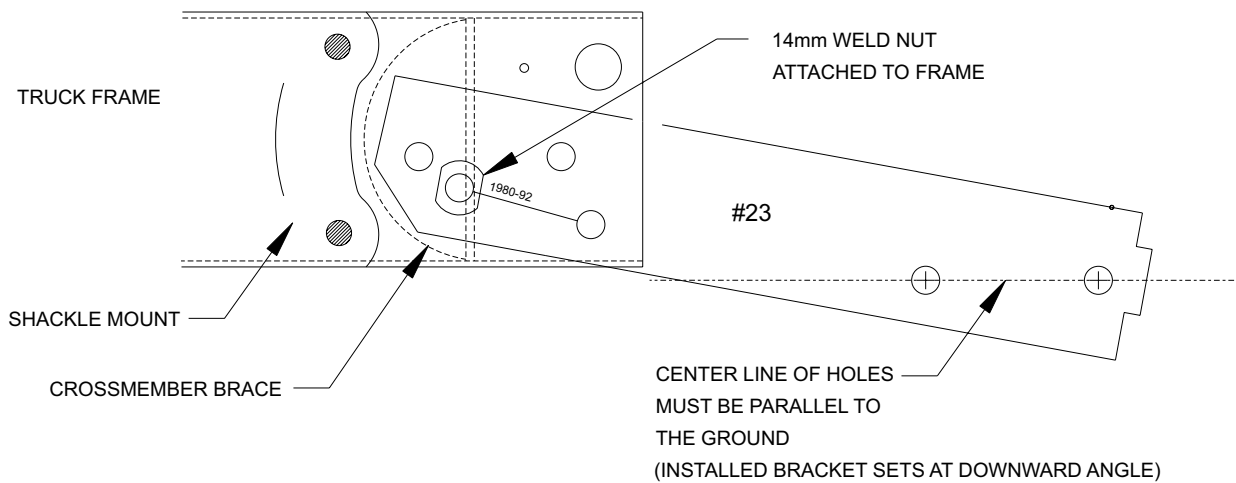 14mm WELD NUT
ATTACHED TO FRAME
TRUCK FRAME
1980-92
#23
SHACKLE MOUNT
CROSSMEMBER BRACE
CENTER LINE OF HOLES
MUST BE PARALLEL TO
THE GROUND
(INSTALLED BRACKET SETS AT DOWNWARD ANGLE)